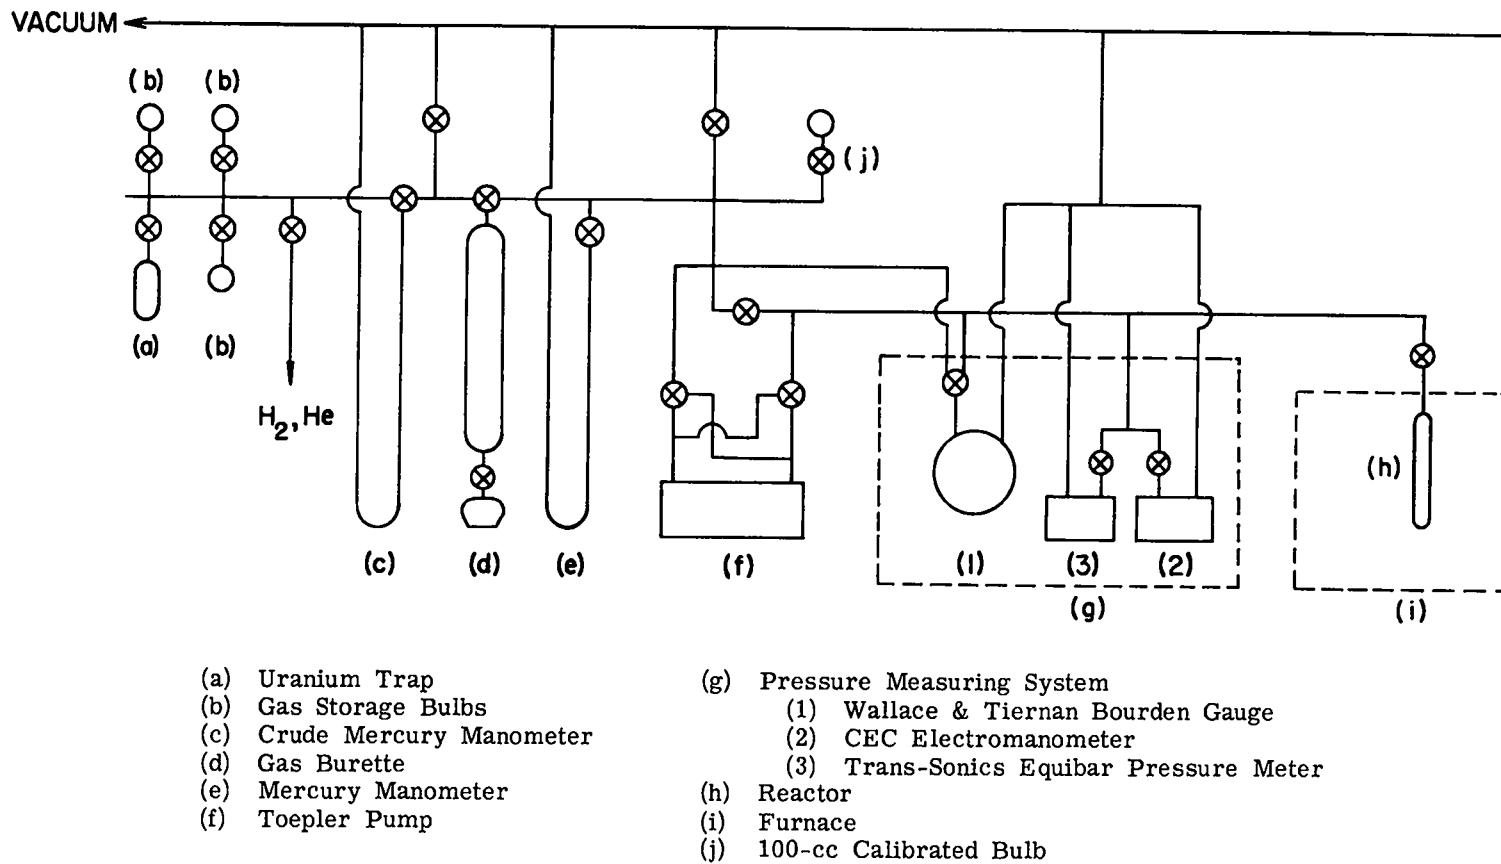 VACUUM
(b) (b)
(j)
(a) (b)
H2, He
(h)
(c) (d) (e) (f) (1) (3) (2)
(g) (i)
(a) Uranium Trap
(b) Gas Storage Bulbs
(c) Crude Mercury Manometer
(d) Gas Burette
(e) Mercury Manometer
(f) Toepler Pump
(g) Pressure Measuring System
(1) Wallace & Tiernan Bourden Gauge
(2) CEC Electromanometer
(3) Trans-Sonics Equibar Pressure Meter
(h) Reactor
(i) Furnace
(j) 100-cc Calibrated Bulb